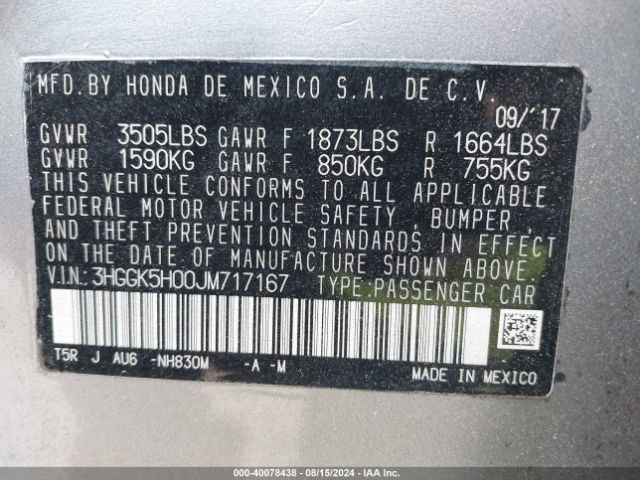 MFD. BY HONDA DE MEXICO S.A. DE C.V.
09/'17
GVWR 3505LBS GAWR F 1873LBS R 1664LBS
GVWR 1590KG GAWR F 850KG R 755KG
THIS VEHICLE CONFORMS TO ALL APPLICABLE
FEDERAL MOTOR VEHICLE SAFETY , BUMPER ,
AND THEFT PREVENTION STANDARDS IN EFFECT
ON THE DATE OF MANUFACTURE SHOWN ABOVE.
V.I.N: 3HGGK5H00JM717167 TYPE:PASSENGER CAR
T5R J AU6 -NH830M -A -M
MADE IN MEXICO
000-40078438 - 08/15/2024 - IAA Inc.